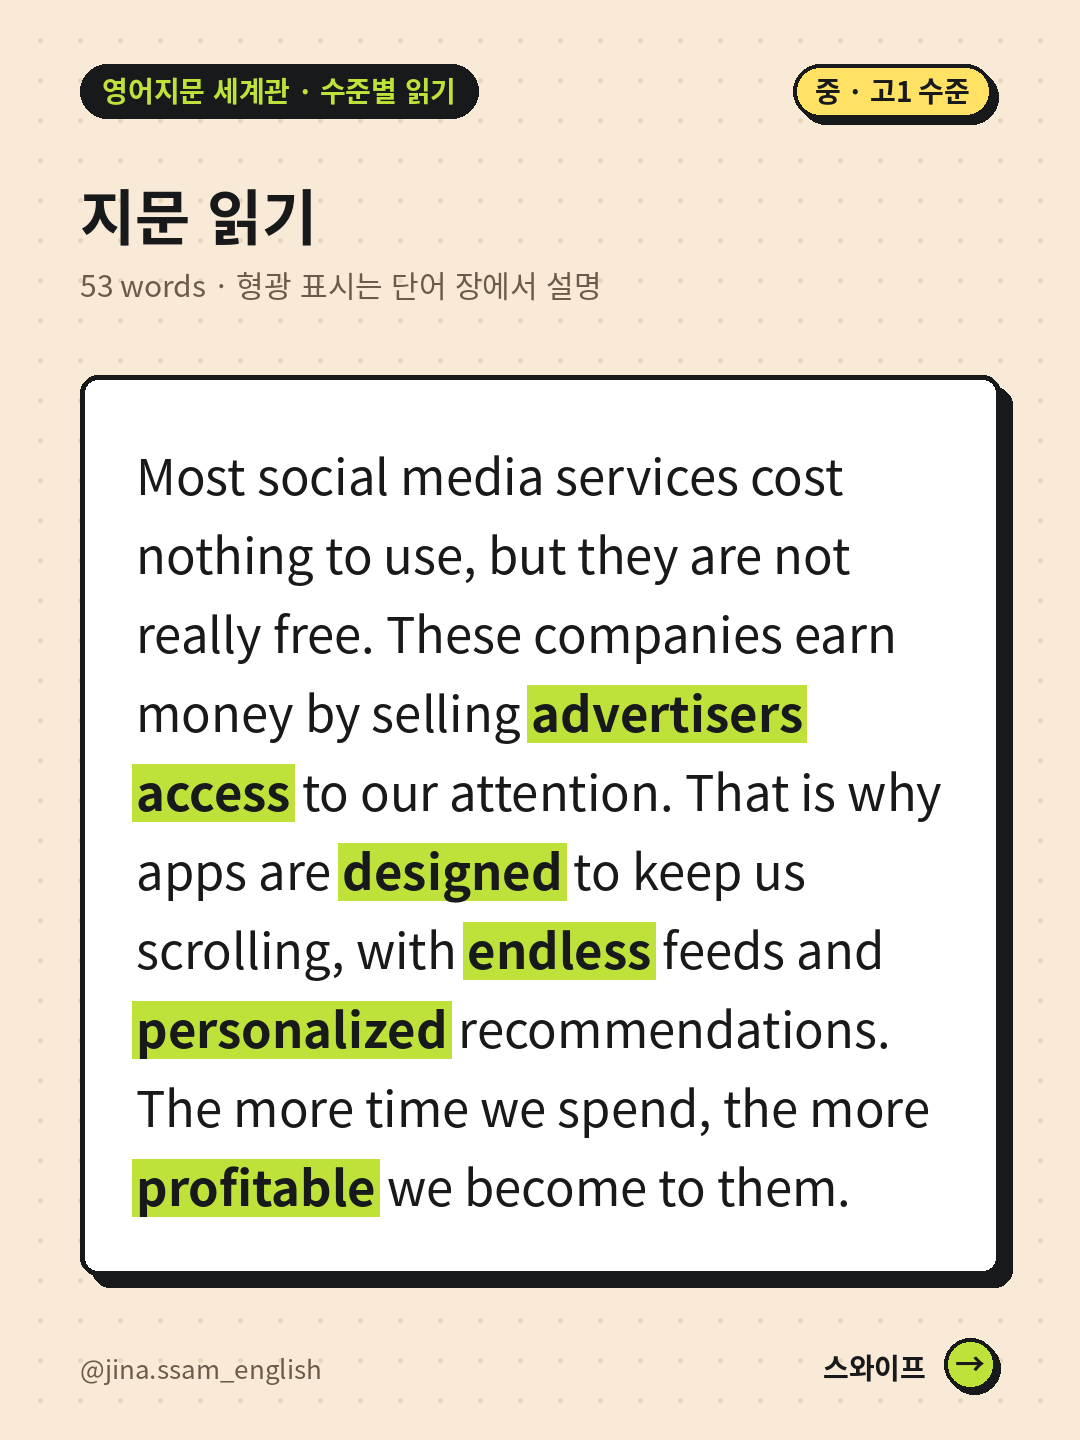 영어지문 세계관 · 수준별 읽기
중 · 고1 수준
지문 읽기
53 words · 형광 표시는 단어 장에서 설명
Most social media services cost
nothing to use, but they are not
really free. These companies earn
money by selling advertisers
access to our attention. That is why
apps are designed to keep us
scrolling, with endless feeds and
personalized recommendations.
The more time we spend, the more
profitable we become to them.
@jina.ssam_english
스와이프 →